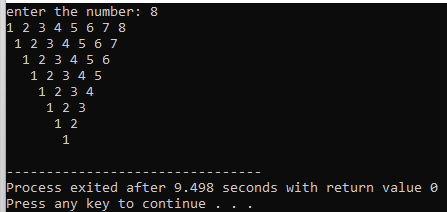 enter the number: 8
1 2 3 4 5 6 7 8
 1 2 3 4 5 6 7
  1 2 3 4 5 6
   1 2 3 4 5
    1 2 3 4
     1 2 3
      1 2
       1
--------------------------------
Process exited after 9.498 seconds with return value 0
Press any key to continue . . .